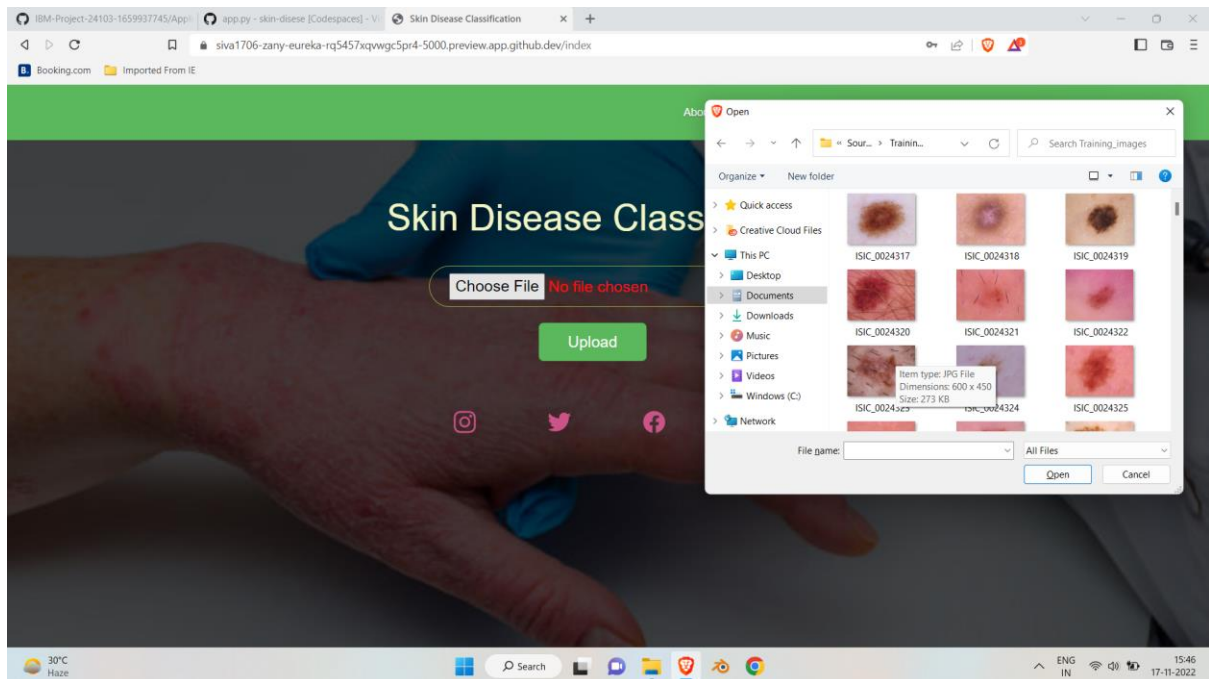 IBM-Project-24103-1659937745/Appli
app.py - skin-disese [Codespaces] - Vi
Skin Disease Classification
siva1706-zany-eureka-rq5457xqvwgc5pr4-5000.preview.app.github.dev/index
B. Booking.com
Imported From IE
Abo
Skin Disease Class
Choose File No file chosen
Upload
Open
« Sour... › Trainin...
Search Training_images
Organize
New folder
Quick access
Creative Cloud Files
This PC
Desktop
Documents
Downloads
Music
Pictures
Videos
Windows (C:)
Network
ISIC_0024317
ISIC_0024318
ISIC_0024319
ISIC_0024320
ISIC_0024321
ISIC_0024322
Item type: JPG File
Dimensions: 600 x 450
Size: 273 KB
ISIC_0024323
ISIC_0024324
ISIC_0024325
File name:
All Files
Open
Cancel
30°C
Haze
Search
ENG
IN
15:46
17-11-2022